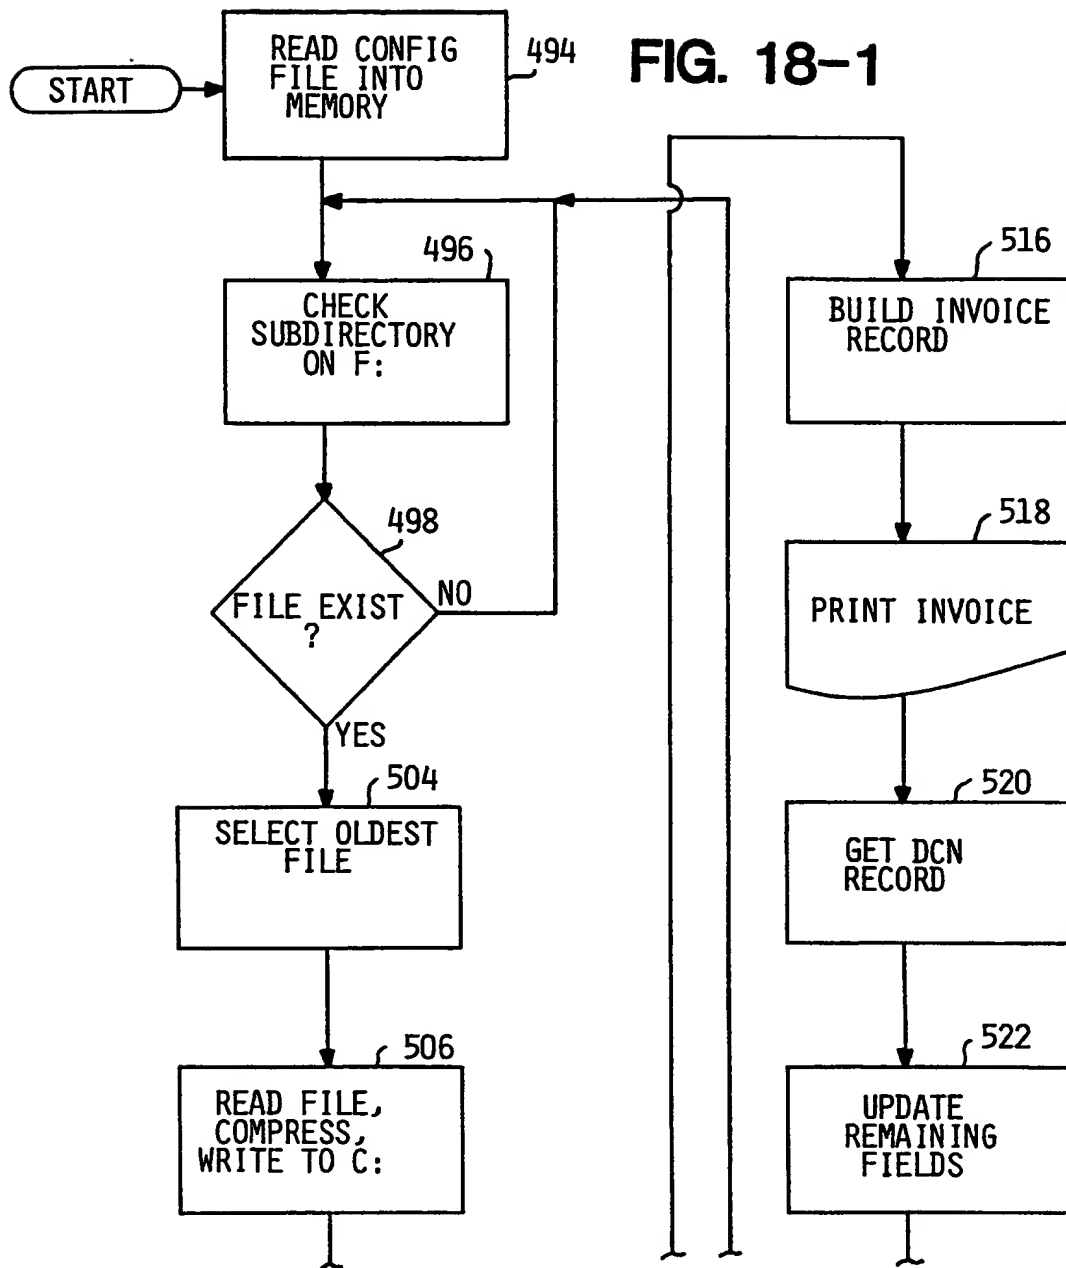 FIG. 18-1
START
READ CONFIG
FILE INTO
MEMORY
494
496
CHECK
SUBDIRECTORY
ON F:
498
FILE EXIST
?
NO
YES
504
SELECT OLDEST
FILE
506
READ FILE,
COMPRESS,
WRITE TO C:
516
BUILD INVOICE
RECORD
518
PRINT INVOICE
520
GET DCN
RECORD
522
UPDATE
REMAINING
FIELDS